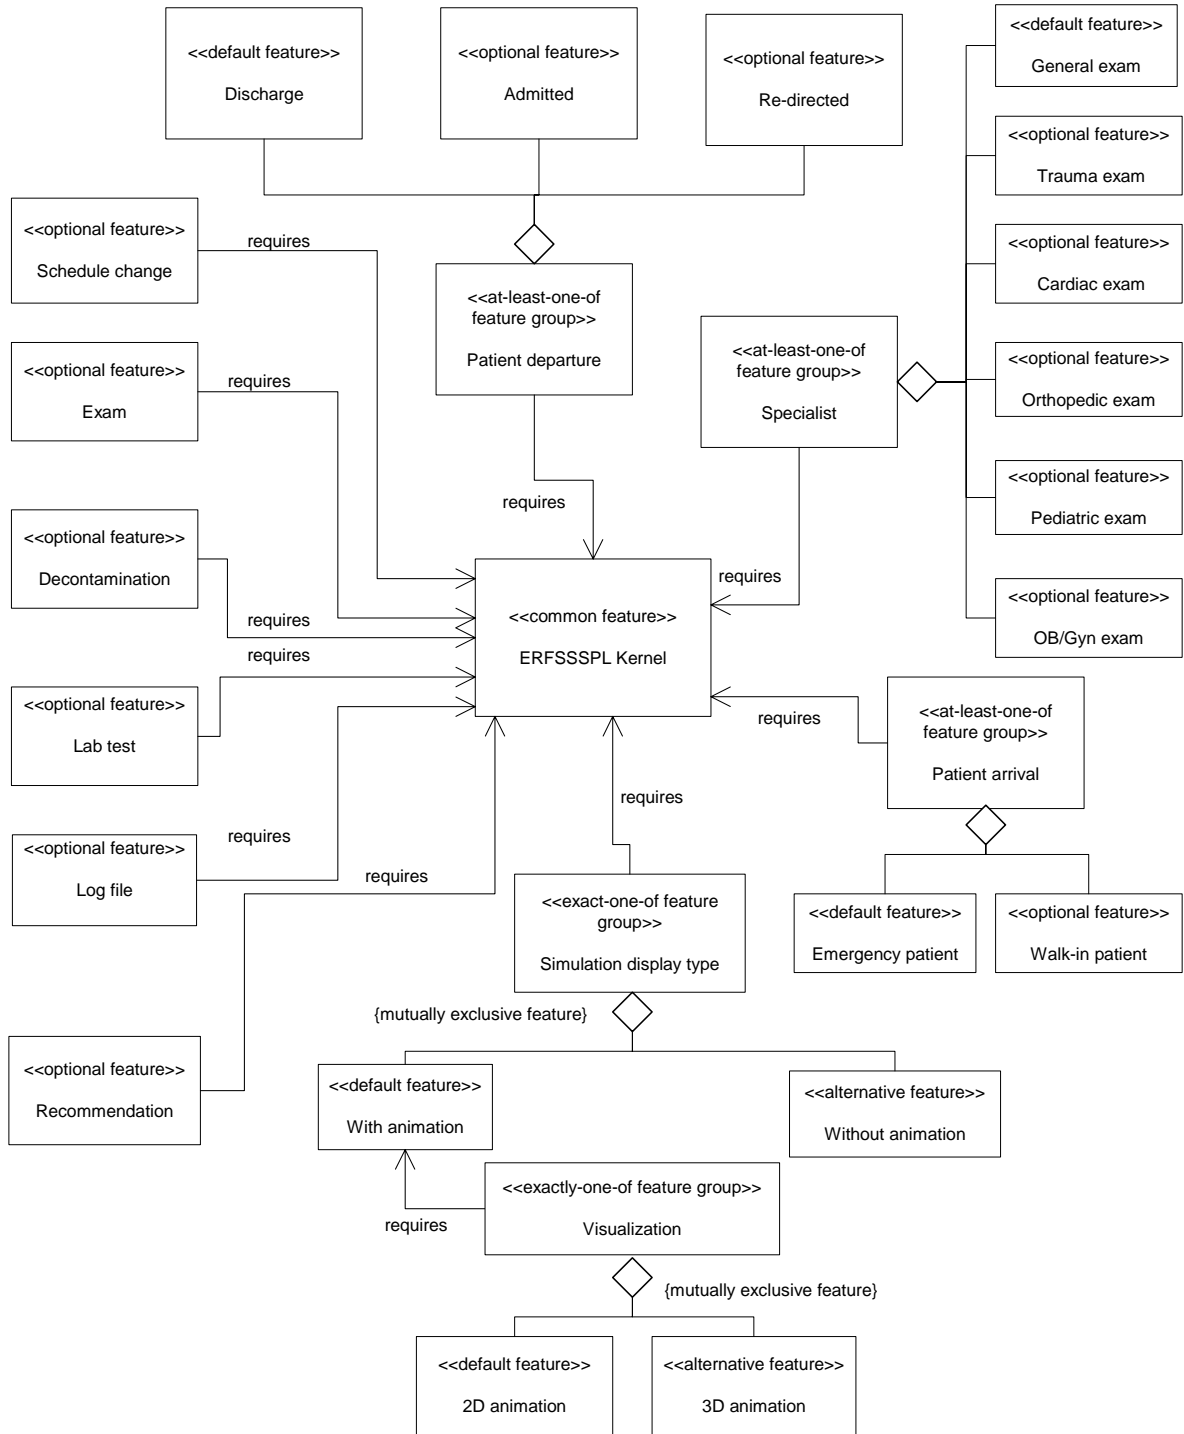 <<default feature>>
Discharge
<<optional feature>>
Admitted
<<optional feature>>
Re-directed
<<default feature>>
General exam
<<optional feature>>
Trauma exam
<<optional feature>>
Schedule change
requires
<<optional feature>>
Cardiac exam
<<at-least-one-of
feature group>>
Patient departure
<<at-least-one-of
feature group>>
Specialist
<<optional feature>>
Orthopedic exam
<<optional feature>>
Exam
requires
<<optional feature>>
Pediatric exam
requires
<<optional feature>>
Decontamination
requires
requires
<<common feature>>
ERFSSSPL Kernel
requires
<<optional feature>>
OB/Gyn exam
<<optional feature>>
Lab test
requires
<<at-least-one-of
feature group>>
Patient arrival
requires
<<optional feature>>
Log file
requires
requires
<<exact-one-of feature
group>>
Simulation display type
<<default feature>>
Emergency patient
<<optional feature>>
Walk-in patient
{mutually exclusive feature}
<<optional feature>>
Recommendation
<<default feature>>
With animation
<<alternative feature>>
Without animation
requires
<<exactly-one-of feature group>>
Visualization
{mutually exclusive feature}
<<default feature>>
2D animation
<<alternative feature>>
3D animation